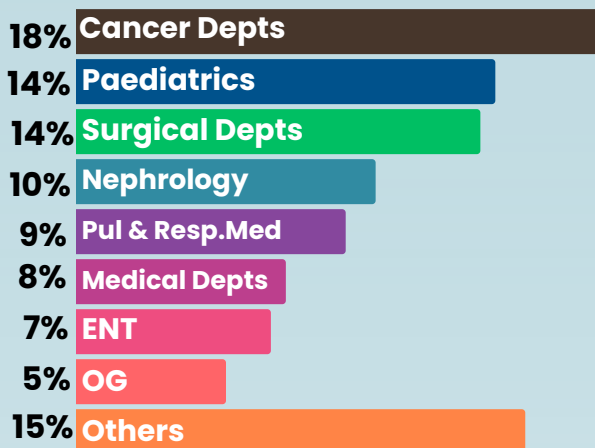 18% Cancer Depts
14% Paediatrics
14% Surgical Depts
10% Nephrology
9% Pul & Resp.Med
8% Medical Depts
7% ENT
5% OG
15% Others